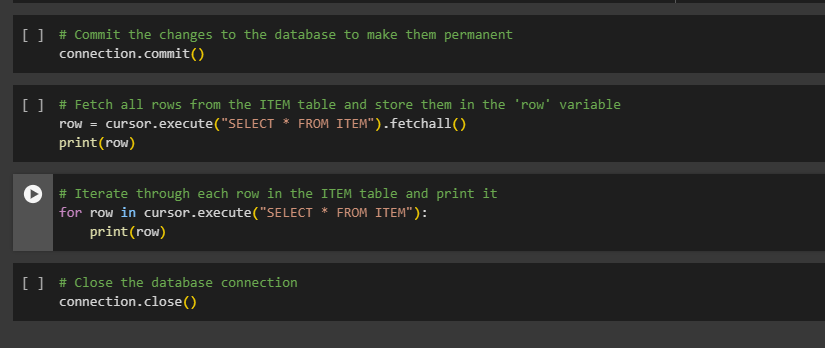 [ ] # Commit the changes to the database to make them permanent
connection.commit()
[ ] # Fetch all rows from the ITEM table and store them in the 'row' variable
row = cursor.execute("SELECT * FROM ITEM").fetchall()
print(row)
# Iterate through each row in the ITEM table and print it
for row in cursor.execute("SELECT * FROM ITEM"):
    print(row)
[ ] # Close the database connection
connection.close()